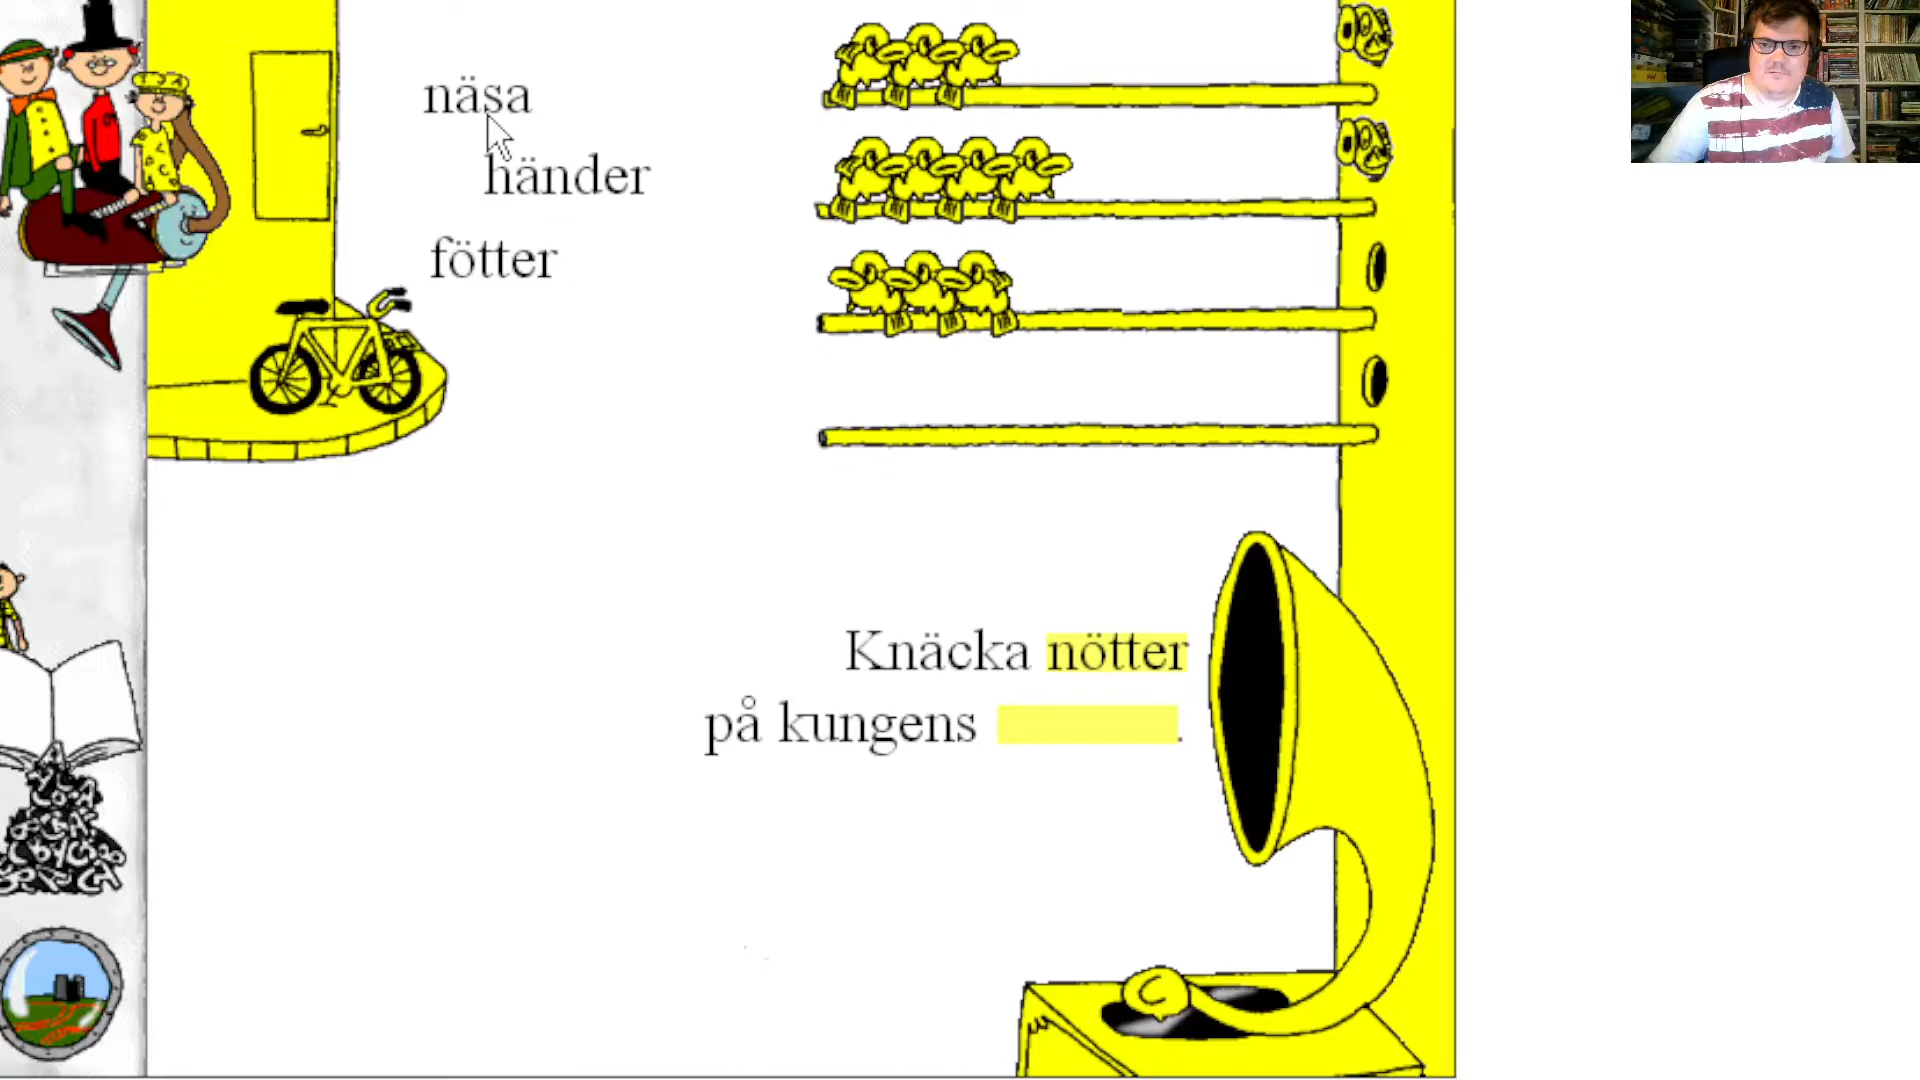 näsa
händer
fötter
Knäcka nötter
på kungens .